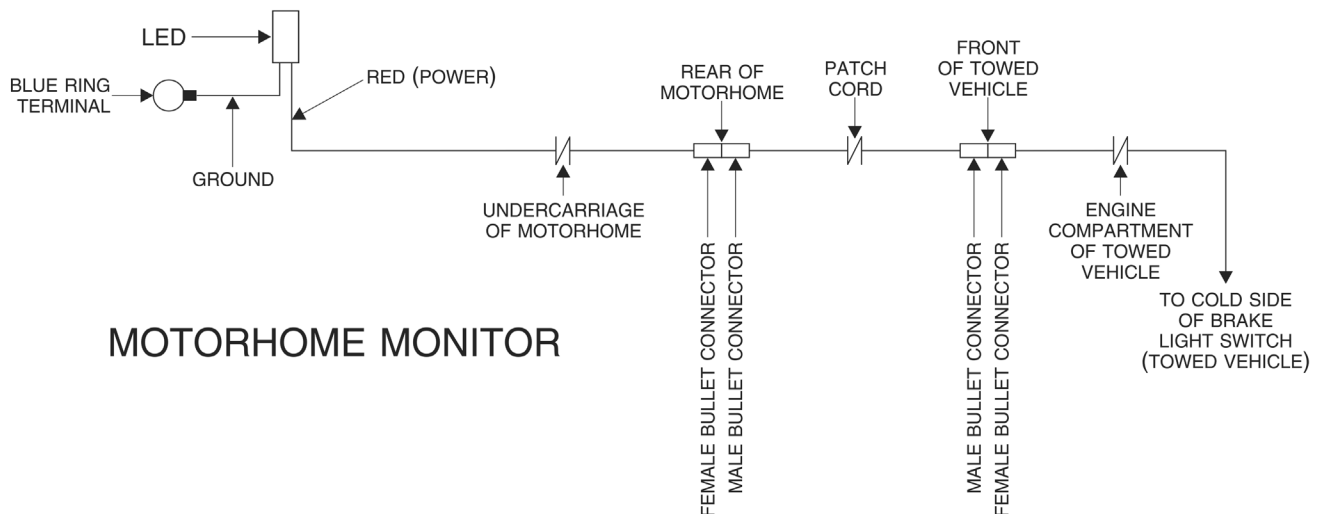 LED
BLUE RING
TERMINAL
RED (POWER)
GROUND
UNDERCARRIAGE
OF MOTORHOME
REAR OF
MOTORHOME
PATCH
CORD
FRONT
OF TOWED
VEHICLE
FEMALE BULLET CONNECTOR
MALE BULLET CONNECTOR
MALE BULLET CONNECTOR
FEMALE BULLET CONNECTOR
ENGINE
COMPARTMENT
OF TOWED
VEHICLE
TO COLD SIDE
OF BRAKE
LIGHT SWITCH
(TOWED VEHICLE)
MOTORHOME MONITOR